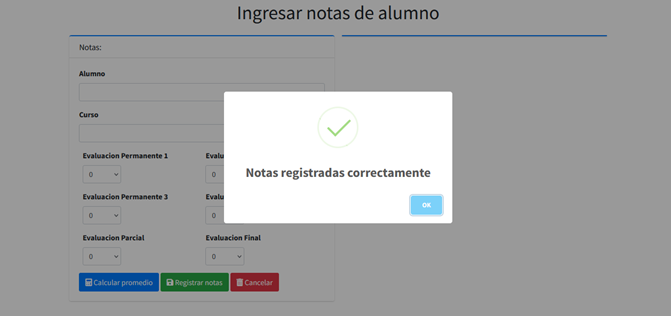 Ingresar notas de alumno
Notas:
Alumno
Curso
Evaluacion Permanente 1
0
0
Evaluacion Permanente 3
0
0
Evaluacion Parcial
Evaluacion Final
0
0
Calcular promedio
Registrar notas
Cancelar
Notas registradas correctamente
OK